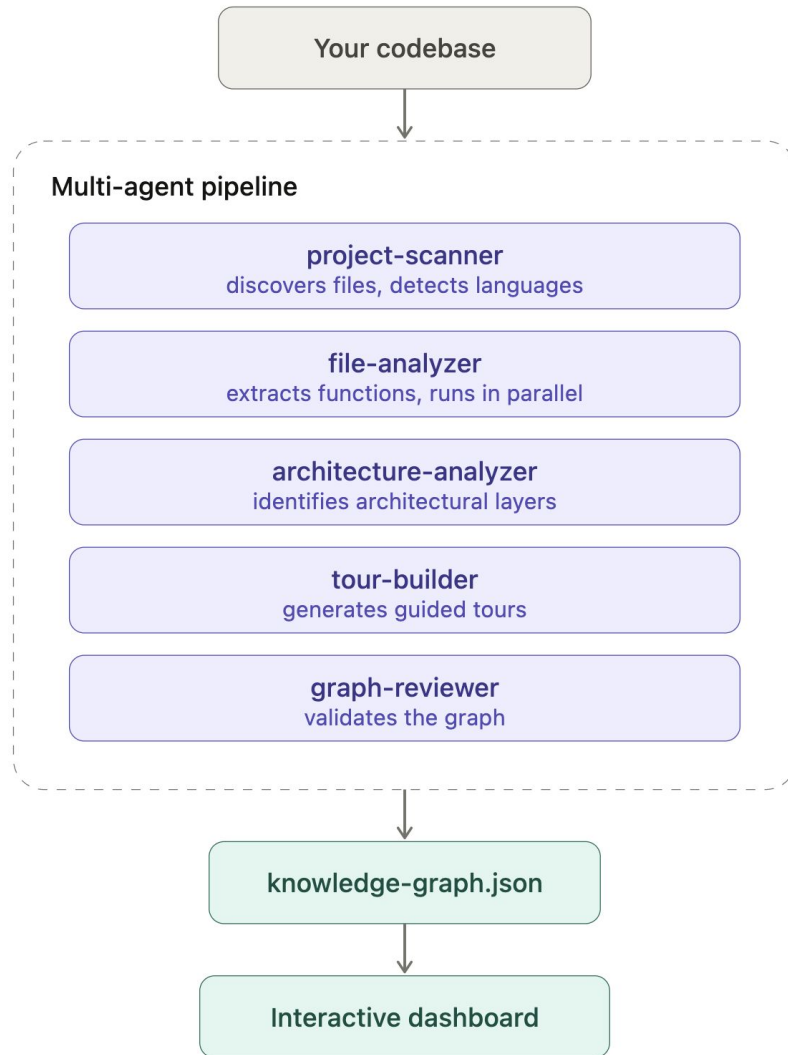 Your codebase
Multi-agent pipeline
project-scanner
discovers files, detects languages
file-analyzer
extracts functions, runs in parallel
architecture-analyzer
identifies architectural layers
tour-builder
generates guided tours
graph-reviewer
validates the graph
knowledge-graph.json
Interactive dashboard